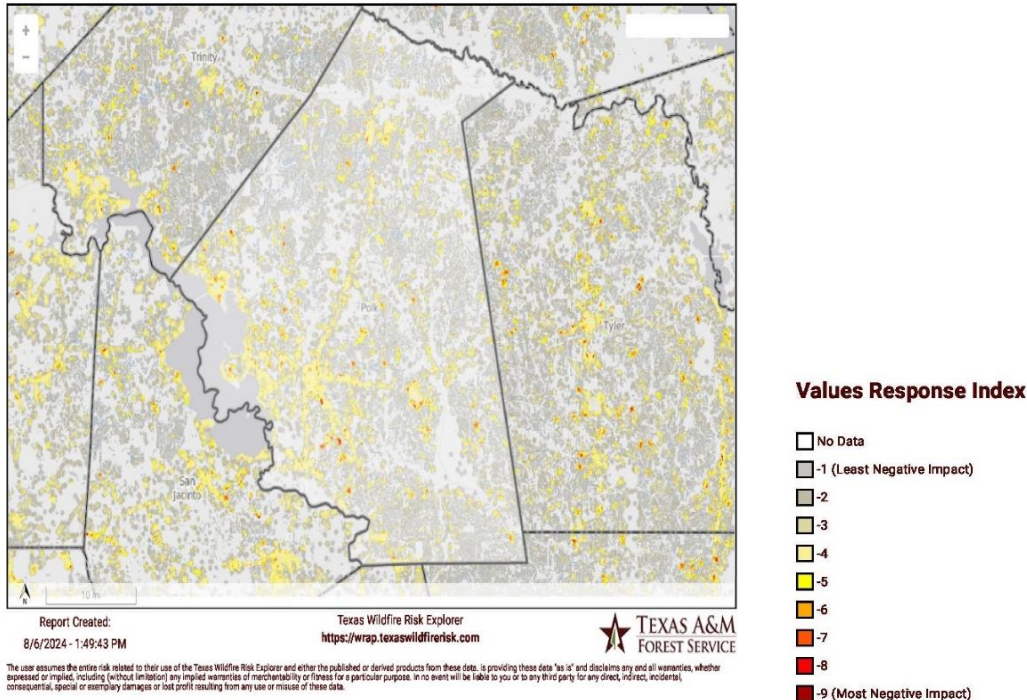 +
−
Trinity
Polk
Tyler
San
Jacinto
N
10 mi
Report Created:
8/6/2024 - 1:49:43 PM
Texas Wildfire Risk Explorer
https://wrap.texaswildfirerisk.com
TEXAS A&M
FOREST SERVICE
The user assumes the entire risk related to their use of the Texas Wildfire Risk Explorer and either the published or derived products from these data. is providing these data "as is" and disclaims any and all warranties, whether
expressed or implied, including (without limitation) any implied warranties of merchantability or fitness for a particular purpose. In no event will be liable to you or to any third party for any direct, indirect, incidental,
consequential, special or exemplary damages or lost profit resulting from any use or misuse of these data.
Values Response Index
No Data
-1 (Least Negative Impact)
-2
-3
-4
-5
-6
-7
-8
-9 (Most Negative Impact)